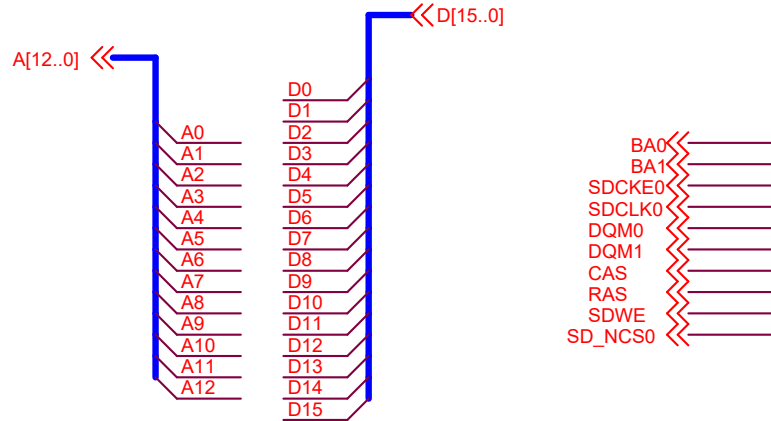 D[15..0]
A[12..0]
A0
A1
A2
A3
A4
A5
A6
A7
A8
A9
A10
A11
A12
D0
D1
D2
D3
D4
D5
D6
D7
D8
D9
D10
D11
D12
D13
D14
D15
BA0
BA1
SDCKE0
SDCLK0
DQM0
DQM1
CAS
RAS
SDWE
SD_NCS0